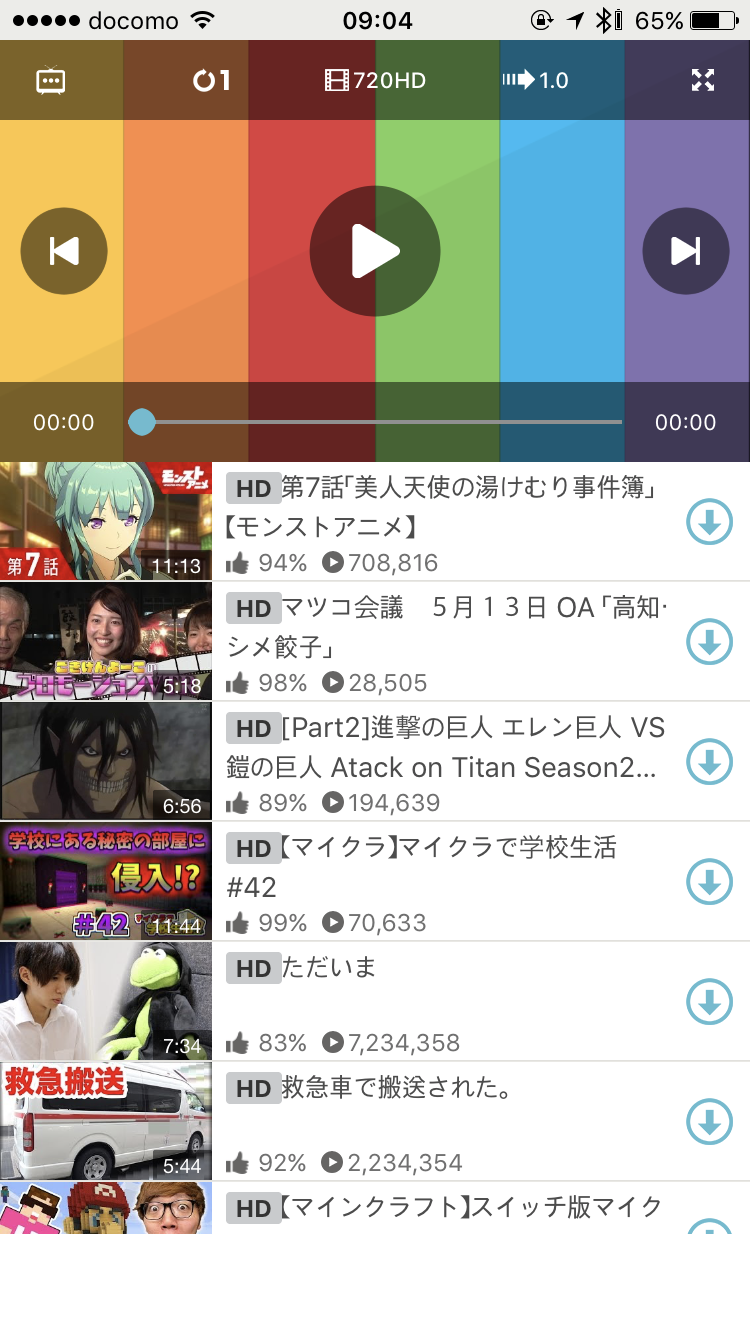 docomo 09:04 65%
1 720HD 1.0
00:00 00:00
モンスト
アニメ
第7話 11:13
HD 第7話「美人天使の湯けむり事件簿」
【モンストアニメ】
94% 708,816
ごきげんよーこの
プロモーションV
5:18
HD マツコ会議　５月１３日 OA「高知・
シメ餃子」
98% 28,505
6:56
HD [Part2]進撃の巨人 エレン巨人 VS
鎧の巨人 Atack on Titan Season2...
89% 194,639
学校にある秘密の部屋に
侵入!?
#42
11:44
HD【マイクラ】マイクラで学校生活
#42
99% 70,633
7:34
HD ただいま
83% 7,234,358
救急搬送
5:44
HD 救急車で搬送された。
92% 2,234,354
HD【マインクラフト】スイッチ版マイク